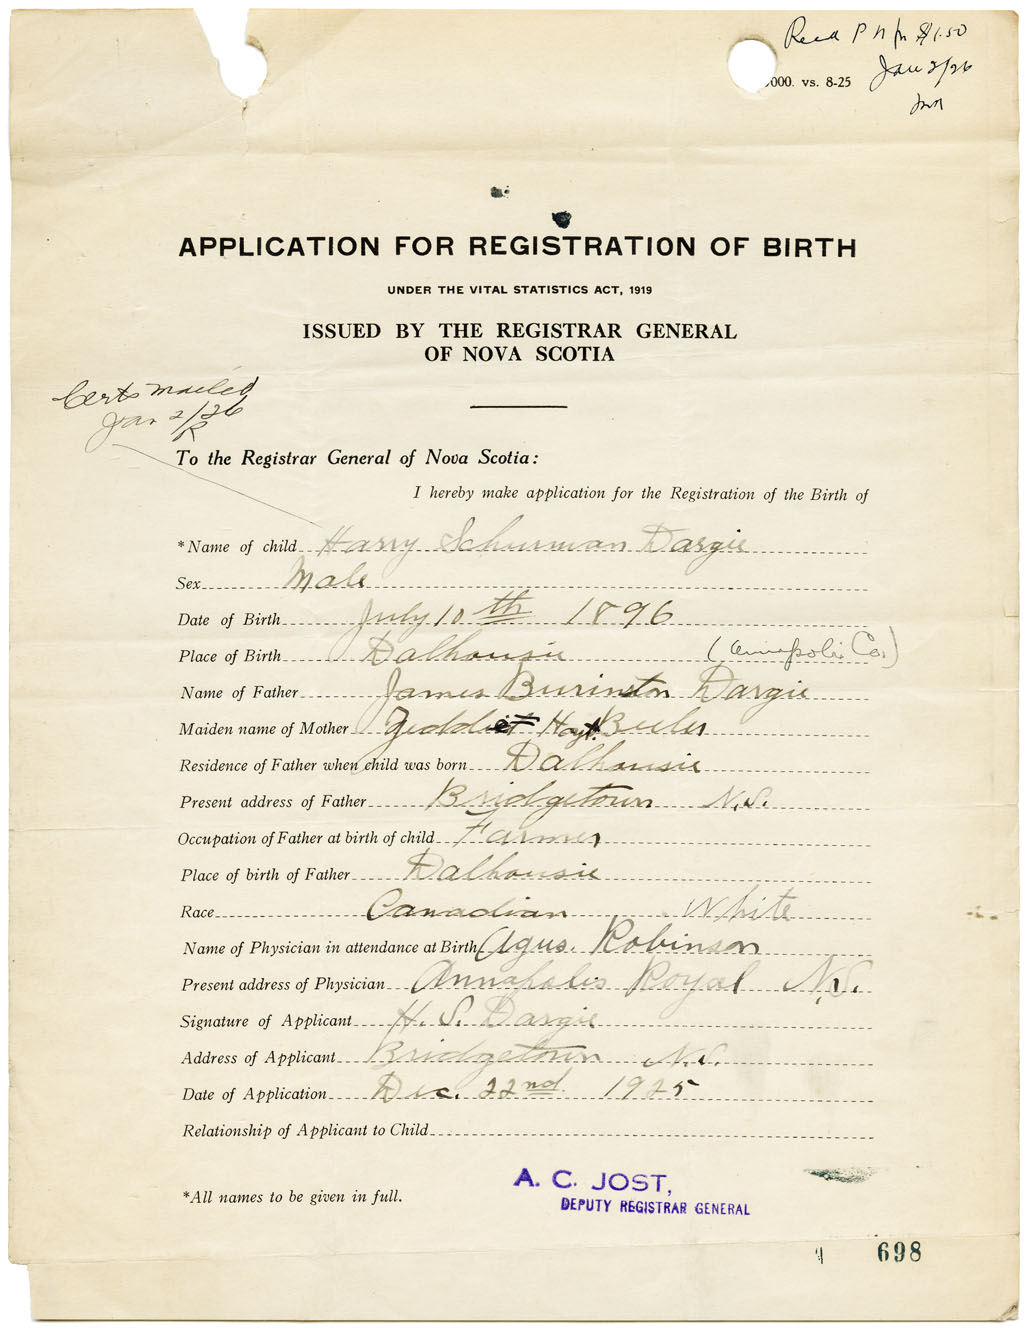 Recd P N for $1.50
000. vs. 8-25 Jan 2/26
APPLICATION FOR REGISTRATION OF BIRTH
UNDER THE VITAL STATISTICS ACT, 1919
ISSUED BY THE REGISTRAR GENERAL
OF NOVA SCOTIA
Certs mailed
Jan 2/26
R
To the Registrar General of Nova Scotia:
I hereby make application for the Registration of the Birth of
*Name of child Harry Schurman Dargie
Sex Male
Date of Birth July 10th 1896
Place of Birth Dalhousie (Annapolis Co.)
Name of Father James Burinston Dargie
Maiden name of Mother Hoyt Beeler
Residence of Father when child was born Dalhousie
Present address of Father Bridgetown N.S.
Occupation of Father at birth of child Farmer
Place of birth of Father Dalhousie
Race Canadian White
Name of Physician in attendance at Birth Agus. Robinson
Present address of Physician Annapolis Royal N.S.
Signature of Applicant H. S. Dargie
Address of Applicant Bridgetown N.S.
Date of Application Dec. 22nd 1925
Relationship of Applicant to Child
*All names to be given in full.
A. C. JOST,
DEPUTY REGISTRAR GENERAL
698